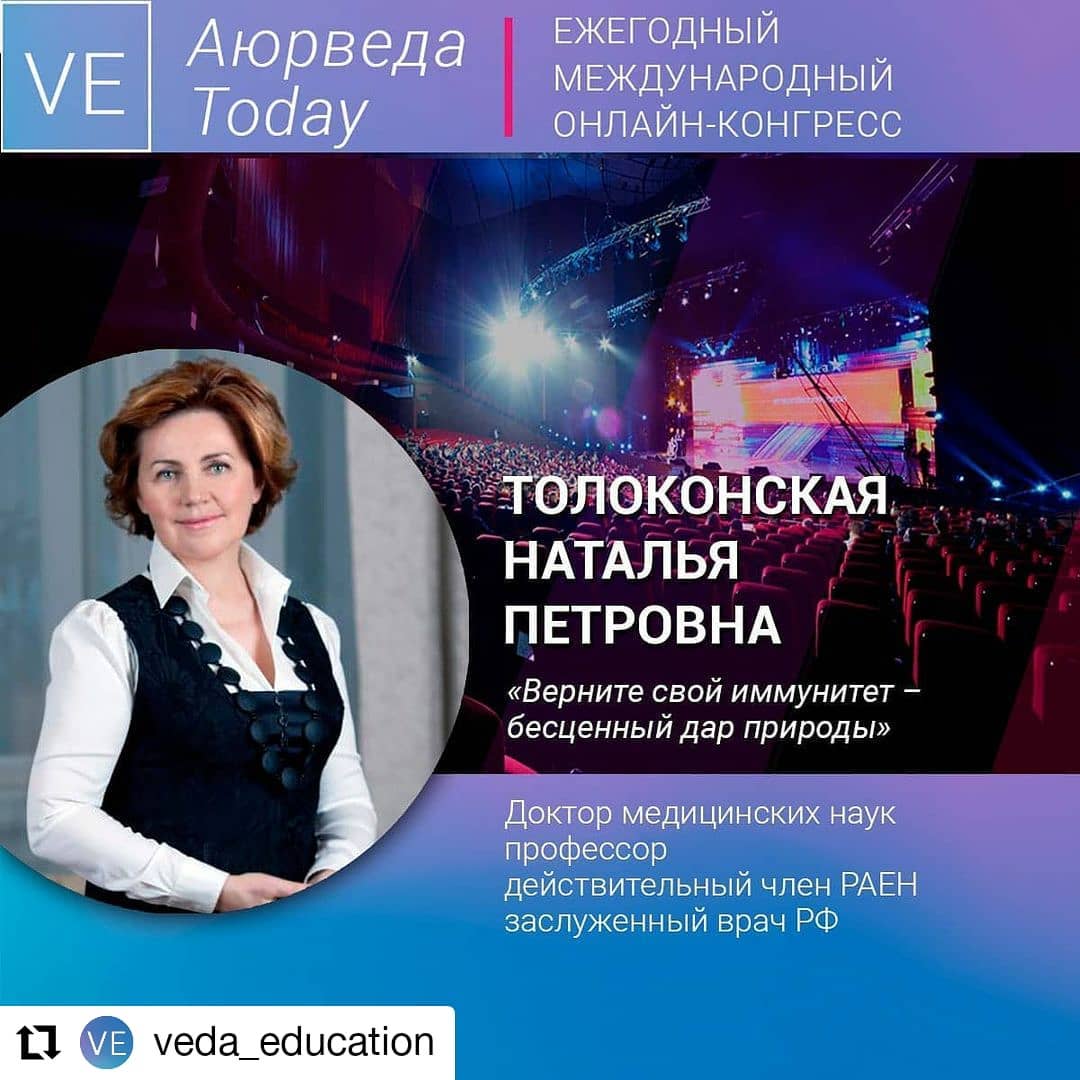 VE
Аюрведа
Today
ЕЖЕГОДНЫЙ
МЕЖДУНАРОДНЫЙ
ОНЛАЙН-КОНГРЕСС
ТОЛОКОНСКАЯ
НАТАЛЬЯ
ПЕТРОВНА
«Верните свой иммунитет –
бесценный дар природы»
Доктор медицинских наук
профессор
действительный член РАЕН
заслуженный врач РФ
VE veda_education